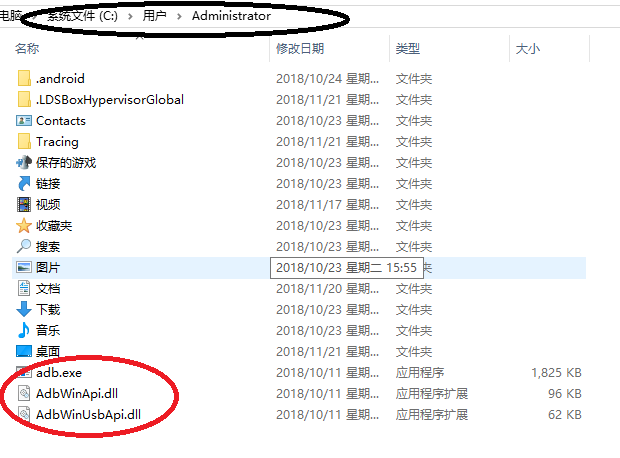 电脑 › 系统文件 (C:) › 用户 › Administrator
名称 修改日期 类型 大小
.android 2018/10/24 星期... 文件夹
.LDSBoxHypervisorGlobal 2018/11/21 星期... 文件夹
Contacts 2018/10/23 星期... 文件夹
Tracing 2018/11/21 星期... 文件夹
保存的游戏 2018/10/23 星期... 文件夹
链接 2018/10/23 星期... 文件夹
视频 2018/11/17 星期... 文件夹
收藏夹 2018/10/23 星期... 文件夹
搜索 2018/10/23 星期... 文件夹
图片 2018/10/23 星期二 15:55 夹
文档 2018/11/20 星期... 文件夹
下载 2018/10/23 星期... 文件夹
音乐 2018/10/23 星期... 文件夹
桌面 2018/11/21 星期... 文件夹
adb.exe 2018/10/11 星期... 应用程序 1,825 KB
AdbWinApi.dll 2018/10/11 星期... 应用程序扩展 96 KB
AdbWinUsbApi.dll 2018/10/11 星期... 应用程序扩展 62 KB